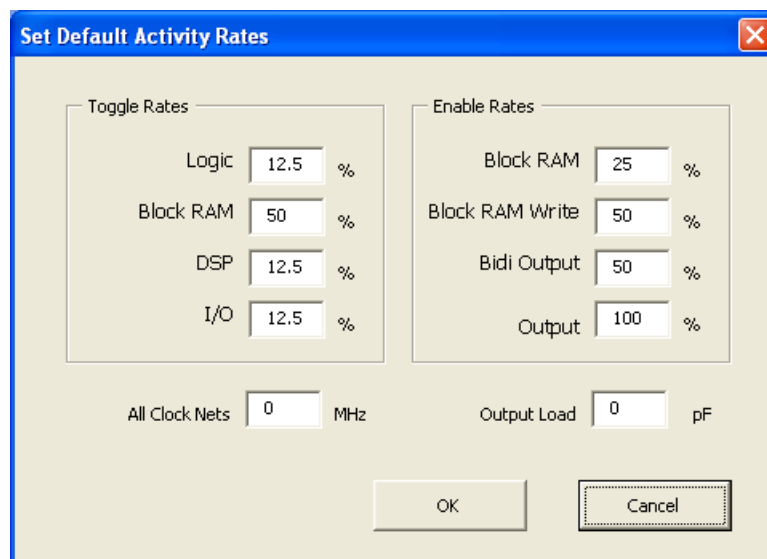 Set Default Activity Rates
Toggle Rates
Logic 12.5 %
Block RAM 50 %
DSP 12.5 %
I/O 12.5 %
Enable Rates
Block RAM 25 %
Block RAM Write 50 %
Bidi Output 50 %
Output 100 %
All Clock Nets 0 MHz
Output Load 0 pF
OK
Cancel